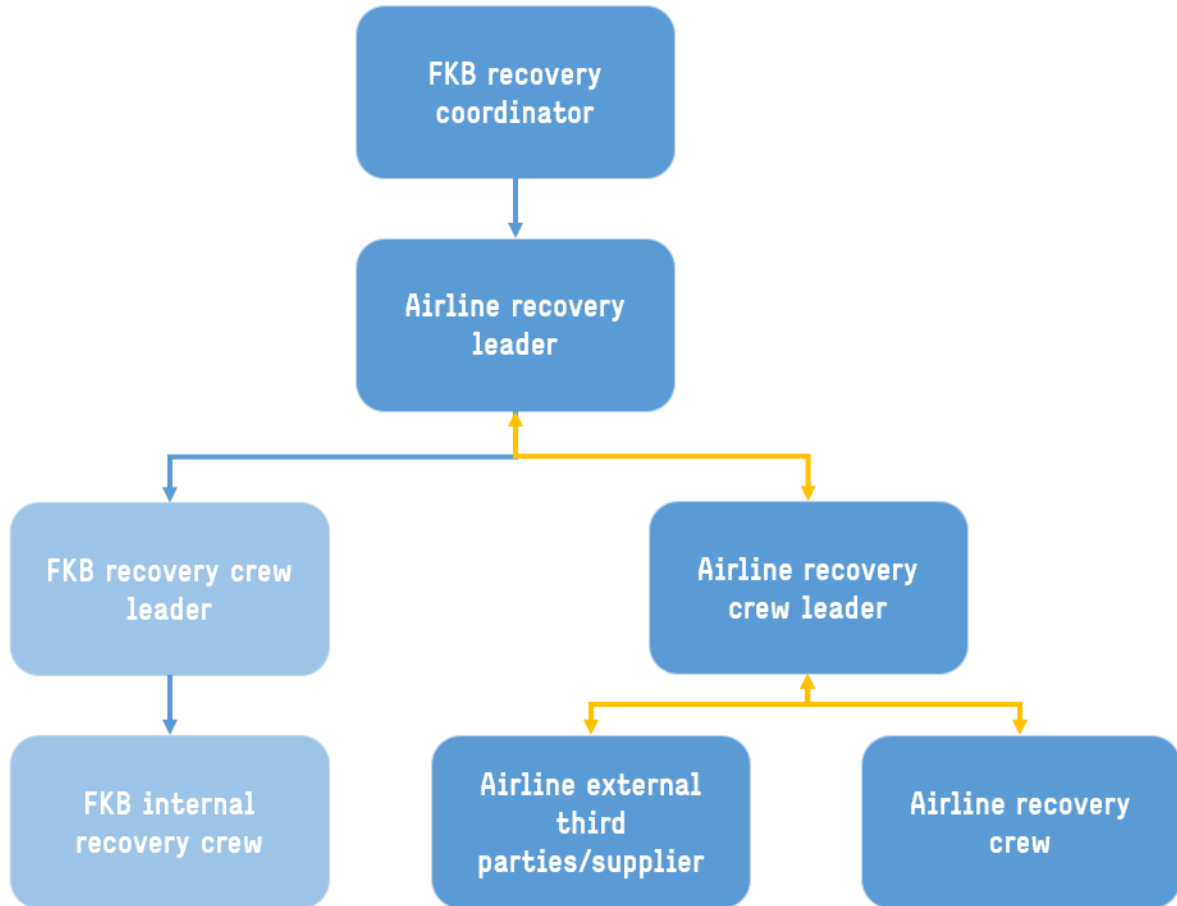 FKB recovery
coordinator
Airline recovery
leader
FKB recovery crew
leader
Airline recovery
crew leader
FKB internal
recovery crew
Airline external
third
parties/supplier
Airline recovery
crew